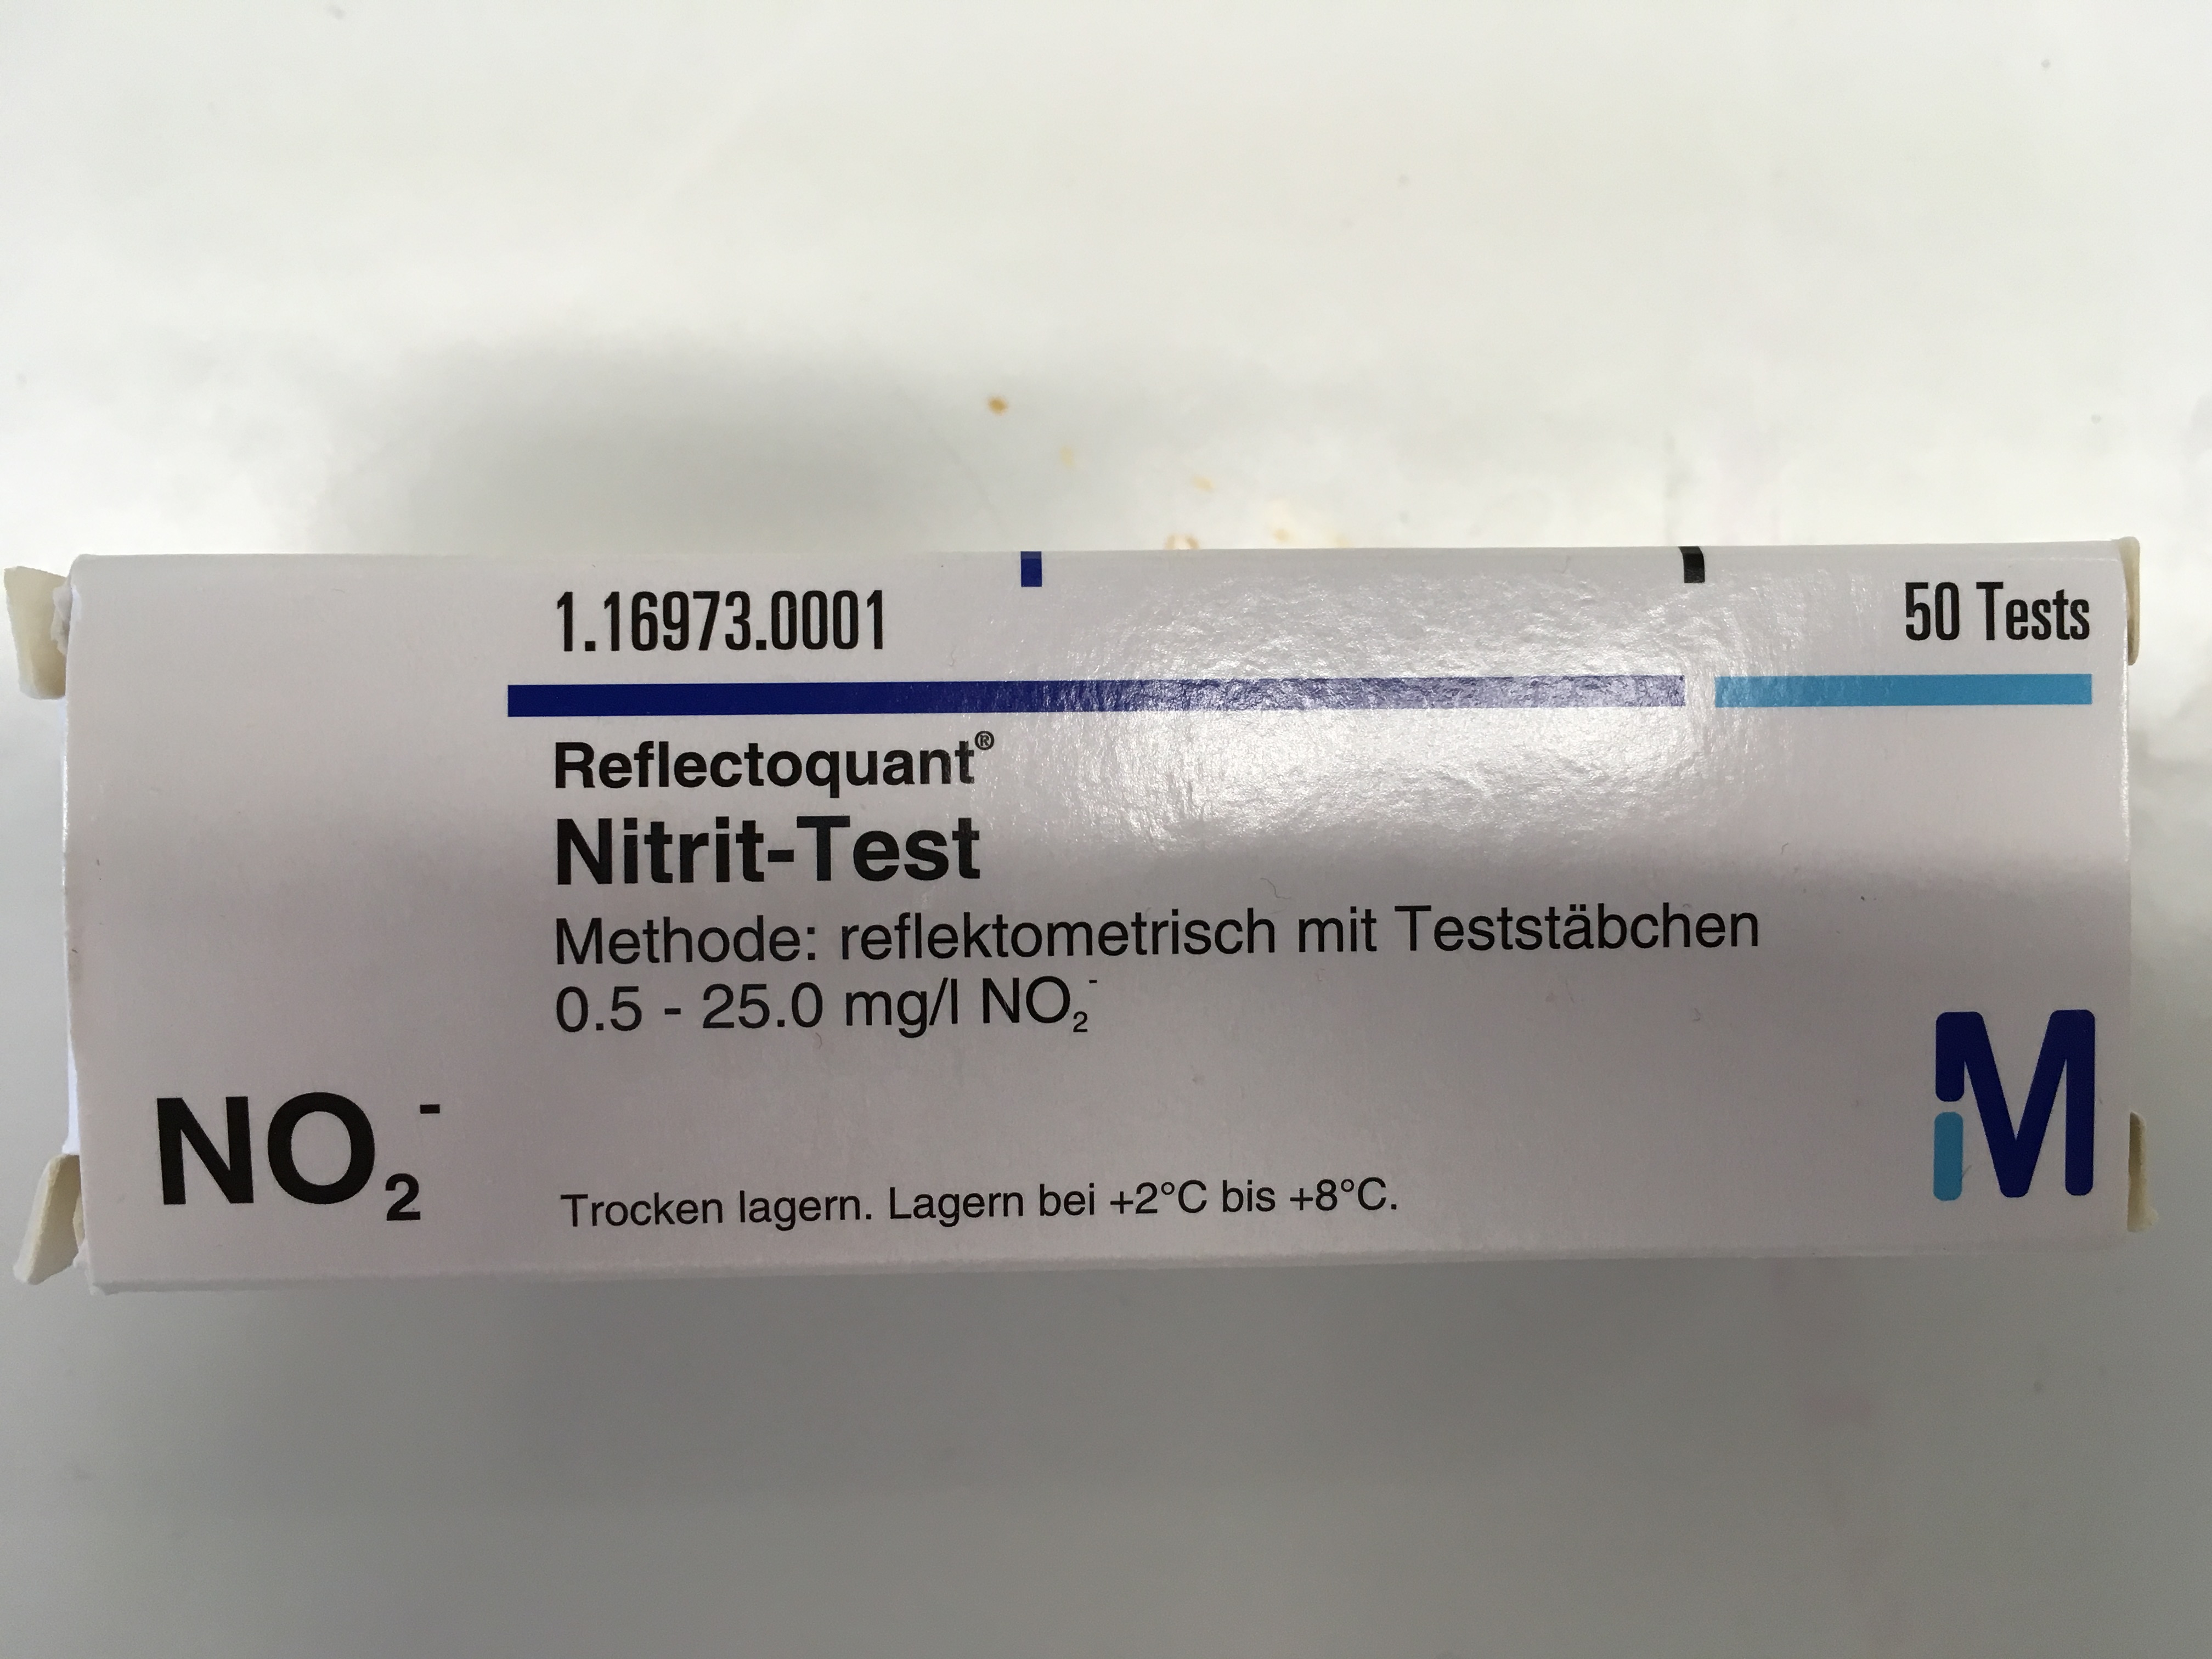 1.16973.0001
50 Tests
Reflectoquant®
Nitrit-Test
Methode: reflektometrisch mit Teststäbchen
0.5 - 25.0 mg/l NO₂⁻
NO₂⁻
Trocken lagern. Lagern bei +2°C bis +8°C.
M